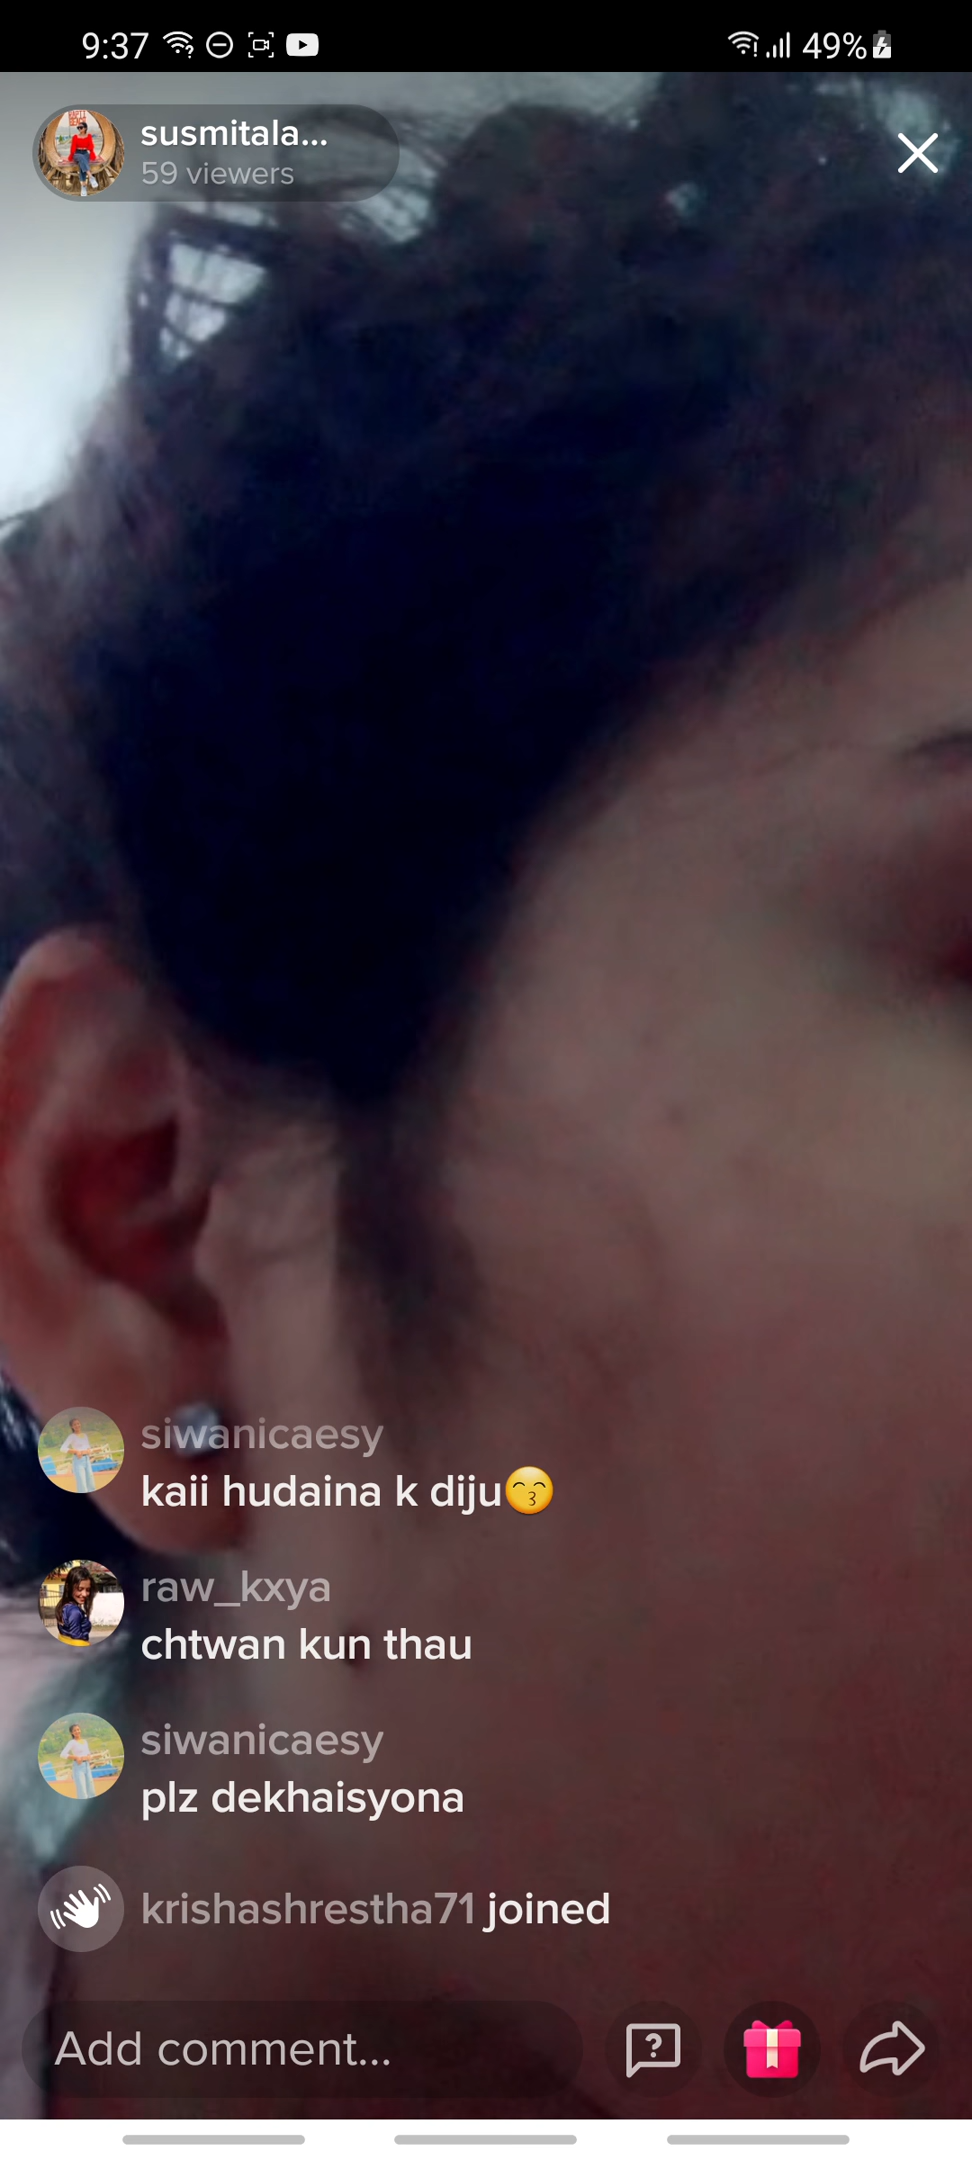 9:37
49%
susmitala...
59 viewers
siwanicaesy
kaii hudaina k diju😙
raw_kxya
chtwan kun thau
siwanicaesy
plz dekhaisyona
krishashrestha71 joined
Add comment...